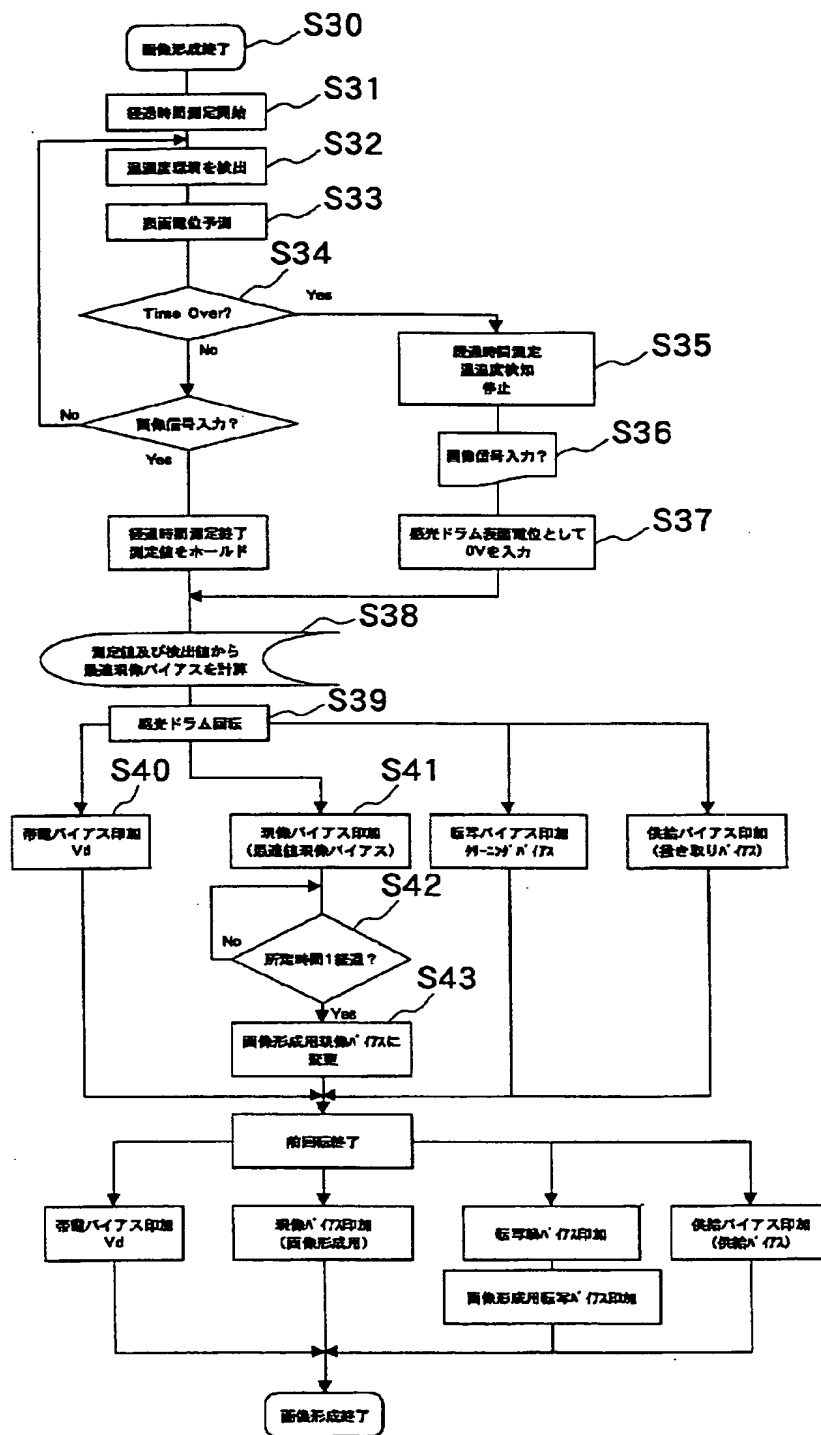 S30
画像形成終了
S31
経過時間測定開始
S32
温湿度環境を検出
S33
表面電位予測
S34
Time Over?
Yes
No
S35
経過時間測定
温湿度検知
停止
No
画像信号入力?
Yes
S36
画像信号入力?
経過時間測定終了
測定値をホールド
S37
感光ドラム表面電位として
0Vを入力
S38
測定値及び検出値から
最適現像バイアスを計算
S39
感光ドラム回転
S40
帯電バイアス印加
Vd
S41
現像バイアス印加
(最適値現像バイアス)
転写バイアス印加
クリーニングバイアス
供給バイアス印加
(掻き取りバイアス)
S42
No
所定時間1経過?
Yes
S43
画像形成用現像バイアスに
変更
前回転終了
帯電バイアス印加
Vd
現像バイアス印加
(画像形成用)
転写バイアス印加
供給バイアス印加
(供給バイアス)
画像形成用転写バイアス印加
画像形成終了